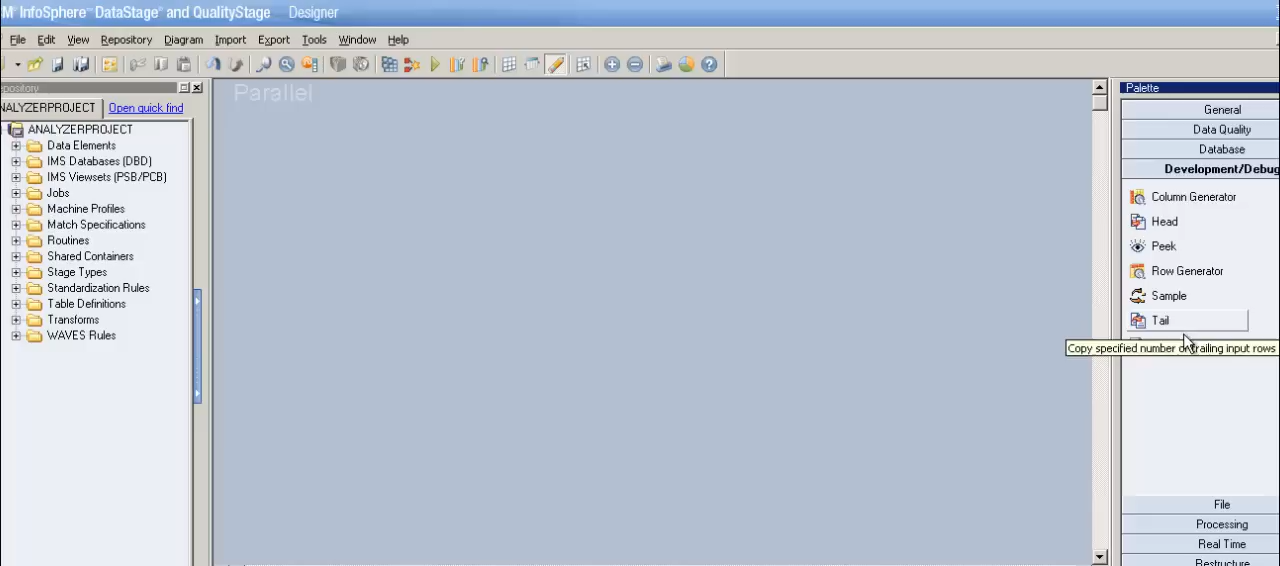 M InfoSphere™ DataStage® and QualityStage Designer
File Edit View Repository Diagram Import Export Tools Window Help
pository
NALYZERPROJECT Open quick find
ANALYZERPROJECT
Data Elements
IMS Databases (DBD)
IMS Viewsets (PSB/PCB)
Jobs
Machine Profiles
Match Specifications
Routines
Shared Containers
Stage Types
Standardization Rules
Table Definitions
Transforms
WAVES Rules
Parallel
Palette
General
Data Quality
Database
Development/Debug
Column Generator
Head
Peek
Row Generator
Sample
Tail
Copy specified number of trailing input rows
File
Processing
Real Time
Restructure